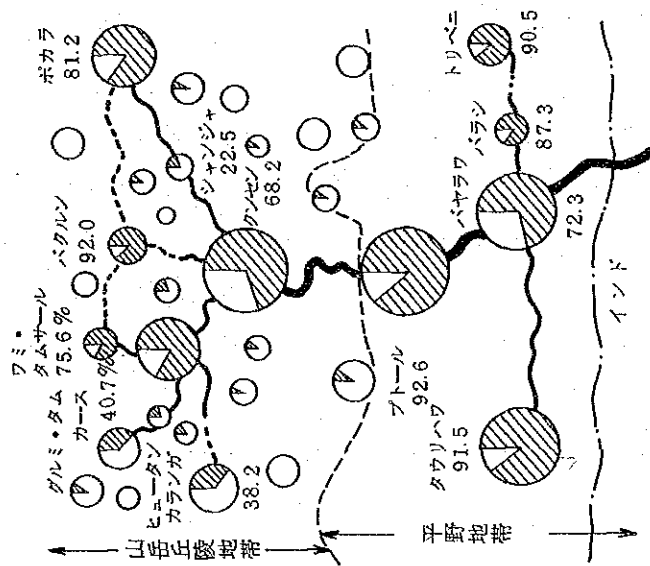 ワミ・
タムサール 75.6%
グルミ・タム
カース 40.7%
バクルン
92.0
ポカラ
81.2
シャンジャ
22.5
タンセン
68.2
ヒュータン
カランガ
38.2
山岳丘陵地帯
ブトール
92.6
タウリハワ
91.5
バヤラワ
72.3
パラシ
87.3
トリベニ
90.5
平野地帯
インド